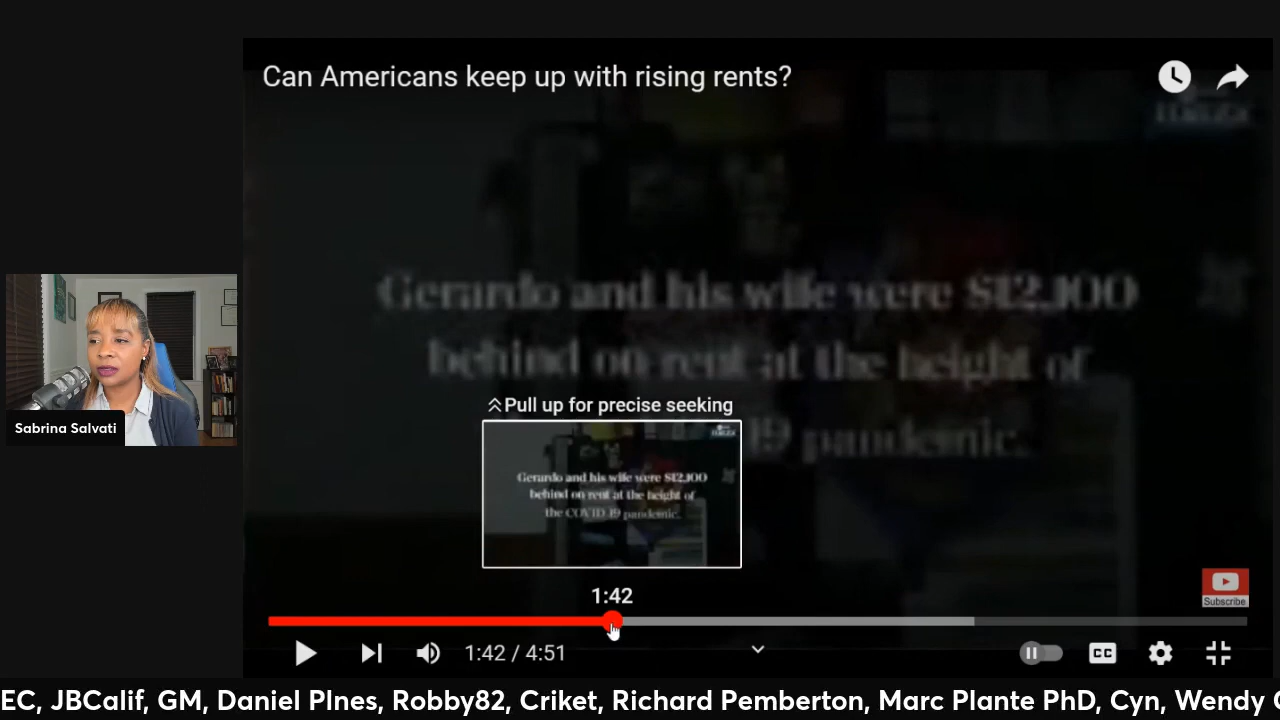 Can Americans keep up with rising rents?
Gerardo and his wife were $12,100
behind on rent at the height of
19 pandemic.
Pull up for precise seeking
Gerardo and his wife were $12,100
behind on rent at the height of
the COVID 19 pandemic.
1:42
Sabrina Salvati
Subscribe
1:42 / 4:51
CC
EC, JBCalif, GM, Daniel PInes, Robby82, Criket, Richard Pemberton, Marc Plante PhD, Cyn, Wendy